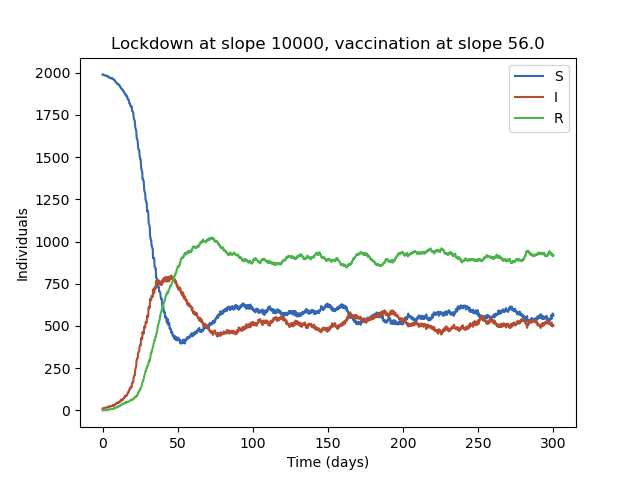 Lockdown at slope 10000, vaccination at slope 56.0
S
I
R
Individuals
2000
1750
1500
1250
1000
750
500
250
0
0 50 100 150 200 250 300
Time (days)